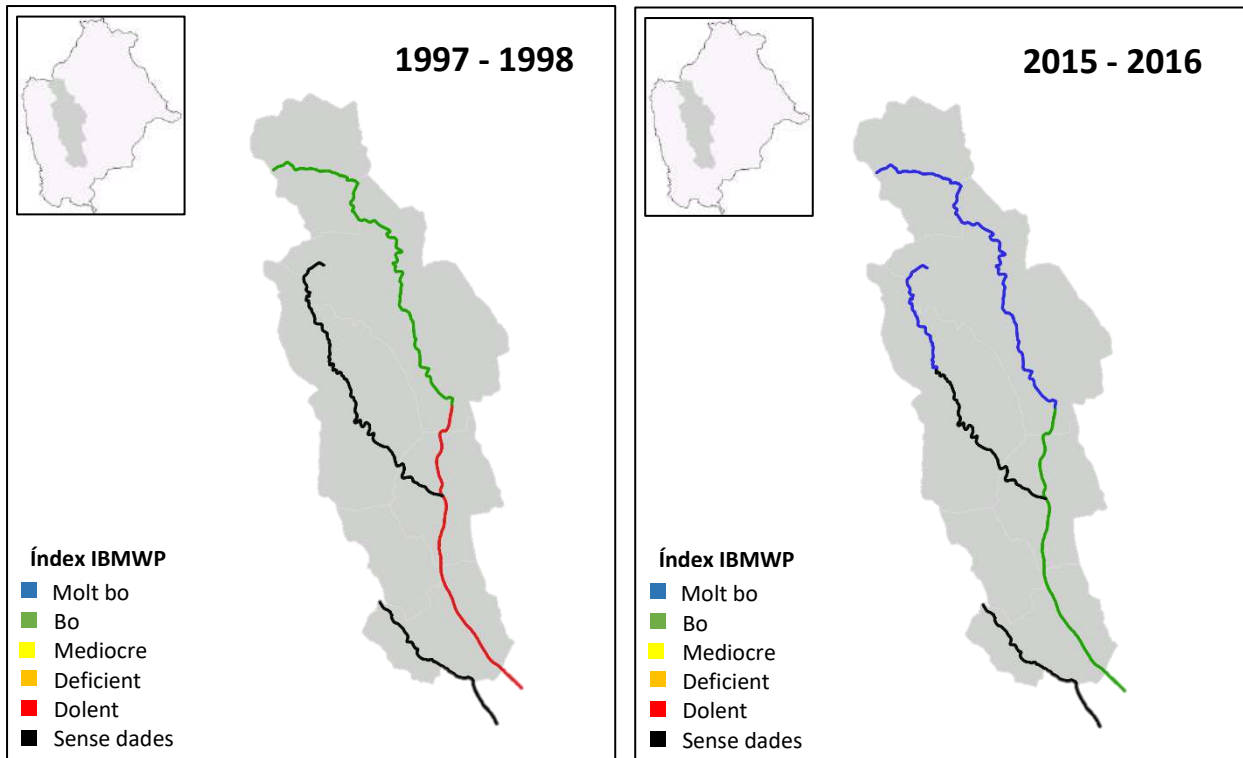 1997 - 1998
Índex IBMWP
Molt bo
Bo
Mediocre
Deficient
Dolent
Sense dades
2015 - 2016
Índex IBMWP
Molt bo
Bo
Mediocre
Deficient
Dolent
Sense dades